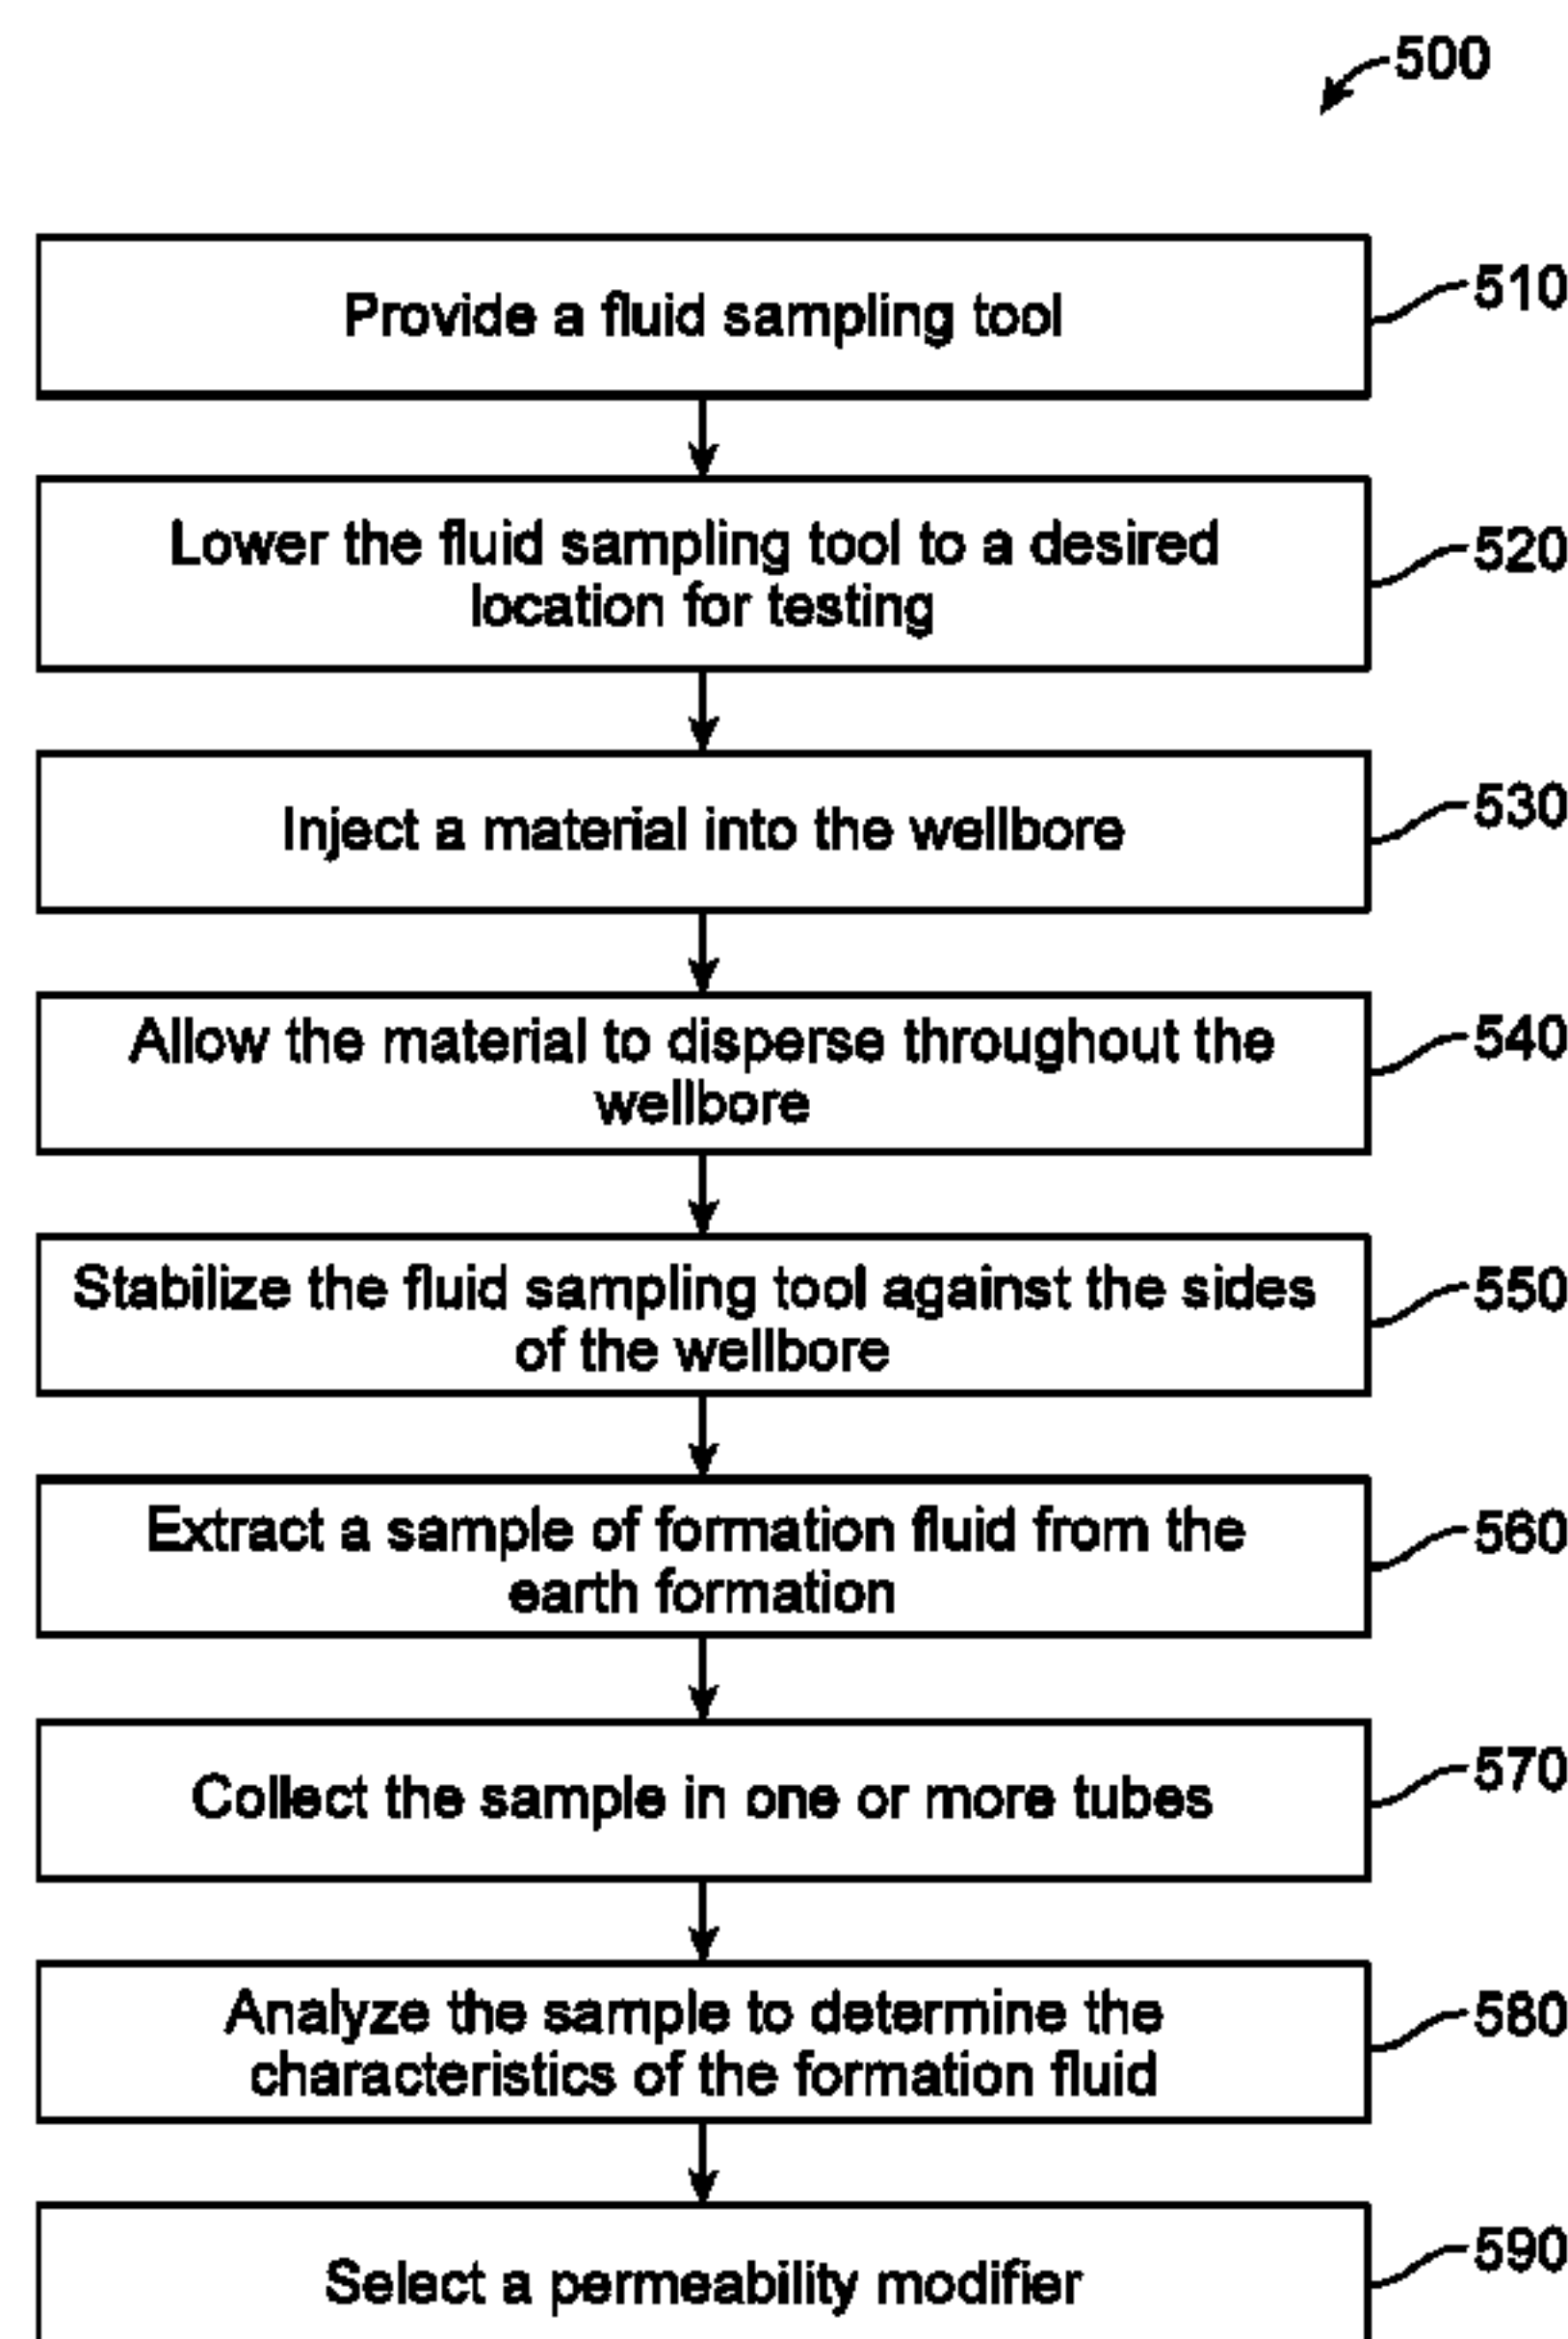 500
Provide a fluid sampling tool
510
Lower the fluid sampling tool to a desired
location for testing
520
Inject a material into the wellbore
530
Allow the material to disperse throughout the
wellbore
540
Stabilize the fluid sampling tool against the sides
of the wellbore
550
Extract a sample of formation fluid from the
earth formation
560
Collect the sample in one or more tubes
570
Analyze the sample to determine the
characteristics of the formation fluid
580
Select a permeability modifier
590